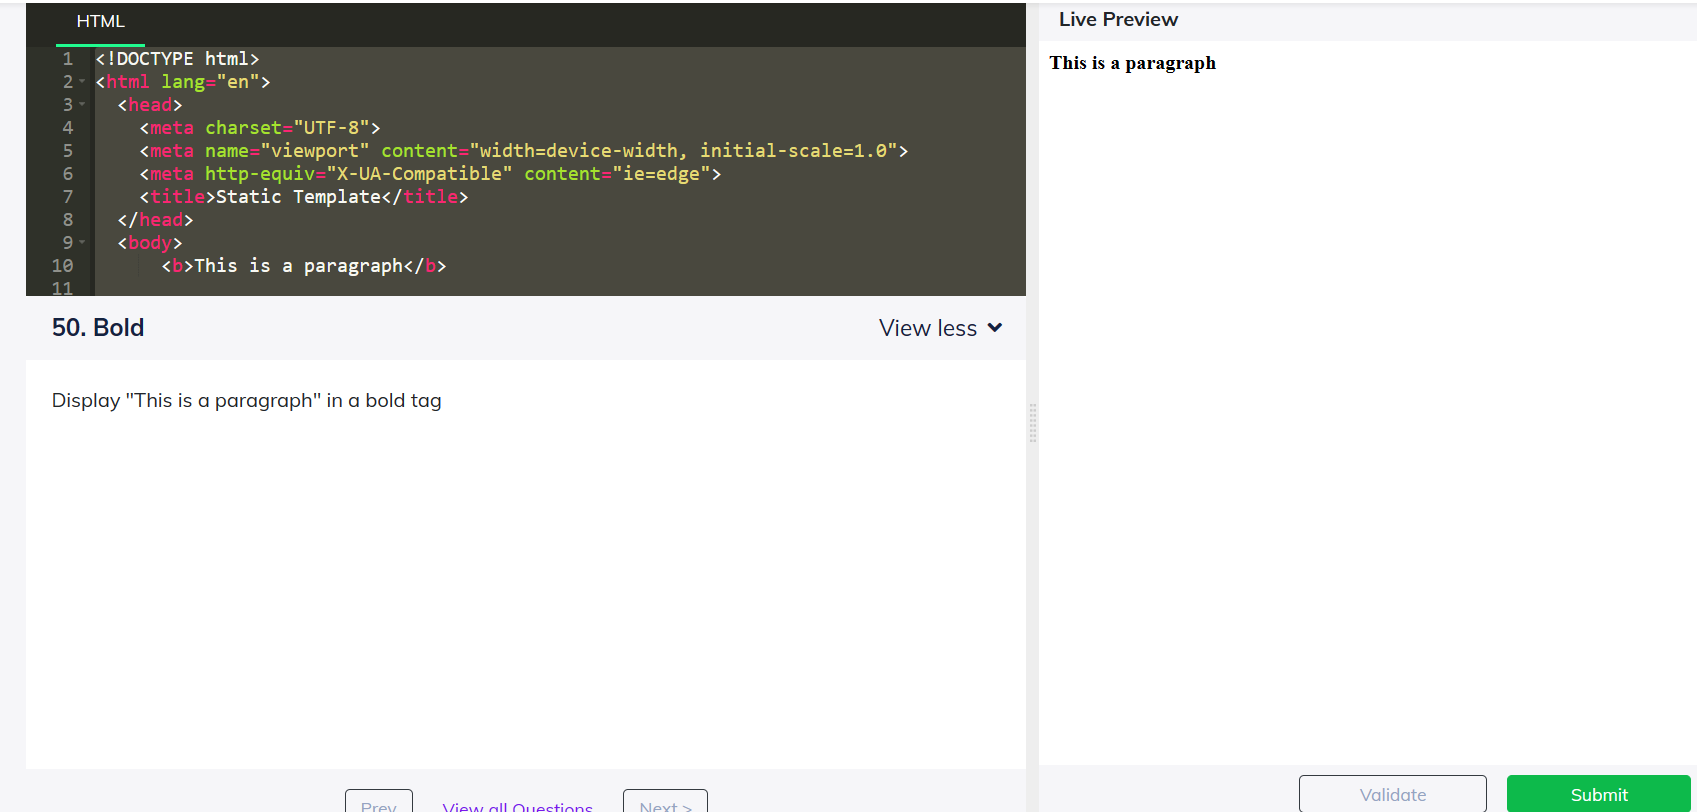 HTML
1 <!DOCTYPE html>
2 <html lang="en">
3 <head>
4 <meta charset="UTF-8">
5 <meta name="viewport" content="width=device-width, initial-scale=1.0">
6 <meta http-equiv="X-UA-Compatible" content="ie=edge">
7 <title>Static Template</title>
8 </head>
9 <body>
10 <b>This is a paragraph</b>
11
50. Bold
View less
Display "This is a paragraph" in a bold tag
Prev
View all Questions
Next >
Live Preview
This is a paragraph
Validate
Submit